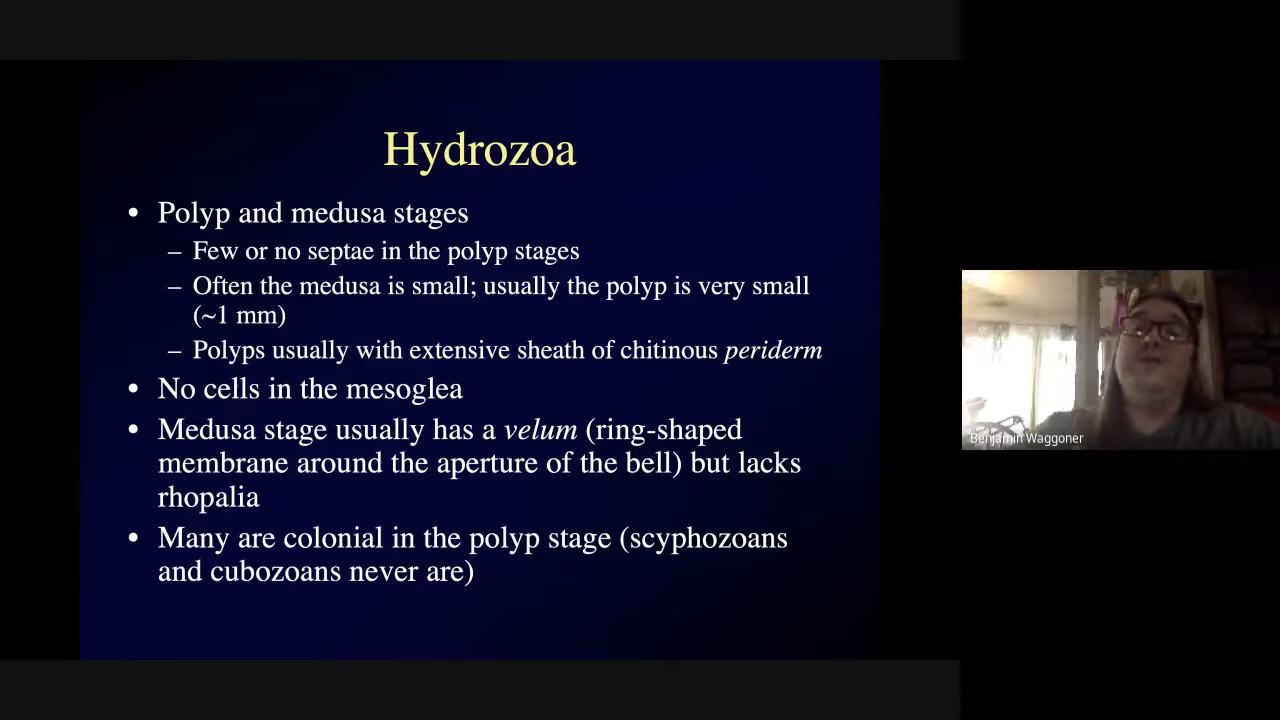 Hydrozoa
• Polyp and medusa stages
– Few or no septae in the polyp stages
– Often the medusa is small; usually the polyp is very small
(~1 mm)
– Polyps usually with extensive sheath of chitinous periderm
• No cells in the mesoglea
• Medusa stage usually has a velum (ring-shaped
membrane around the aperture of the bell) but lacks
rhopalia
• Many are colonial in the polyp stage (scyphozoans
and cubozoans never are)
Benjamin Waggoner